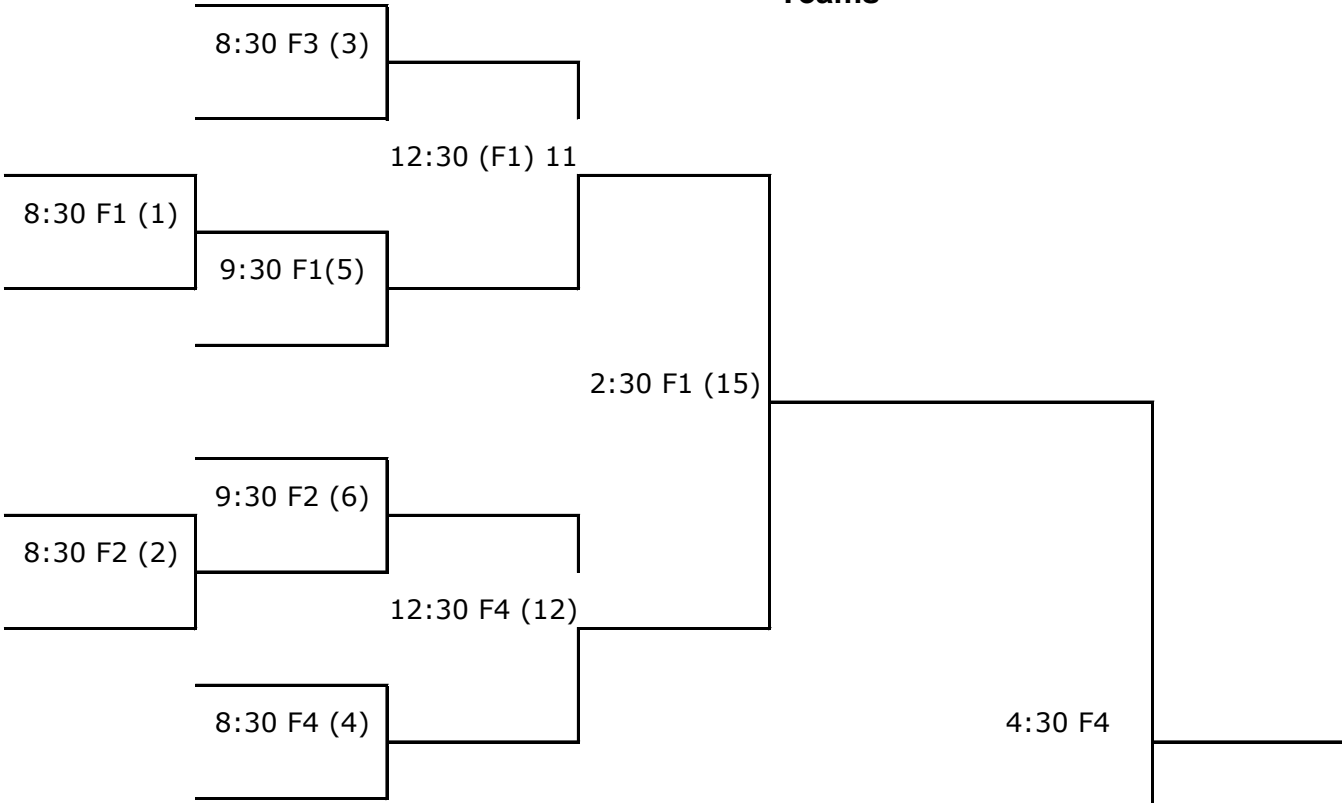 8:30 F3 (3)
12:30 (F1) 11
8:30 F1 (1)
9:30 F1(5)
2:30 F1 (15)
9:30 F2 (6)
8:30 F2 (2)
12:30 F4 (12)
8:30 F4 (4)
4:30 F4